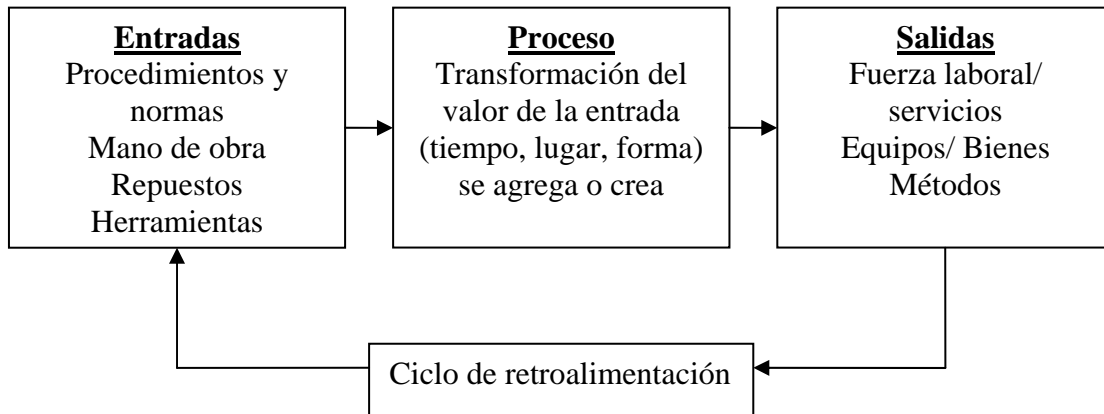 Entradas
Procedimientos y
normas
Mano de obra
Repuestos
Herramientas
Proceso
Transformación del
valor de la entrada
(tiempo, lugar, forma)
se agrega o crea
Salidas
Fuerza laboral/
servicios
Equipos/ Bienes
Métodos
Ciclo de retroalimentación